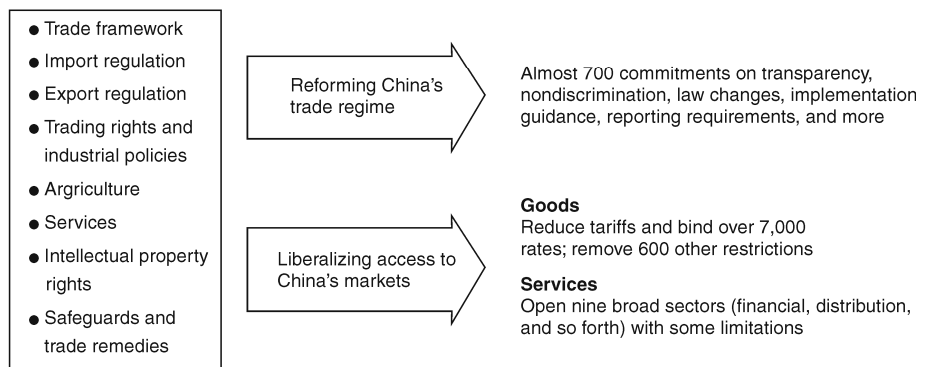 ● Trade framework
● Import regulation
● Export regulation
● Trading rights and
industrial policies
● Argriculture
● Services
● Intellectual property
rights
● Safeguards and
trade remedies
Reforming China's
trade regime
Almost 700 commitments on transparency,
nondiscrimination, law changes, implementation
guidance, reporting requirements, and more
Liberalizing access to
China's markets
Goods
Reduce tariffs and bind over 7,000
rates; remove 600 other restrictions
Services
Open nine broad sectors (financial, distribution,
and so forth) with some limitations